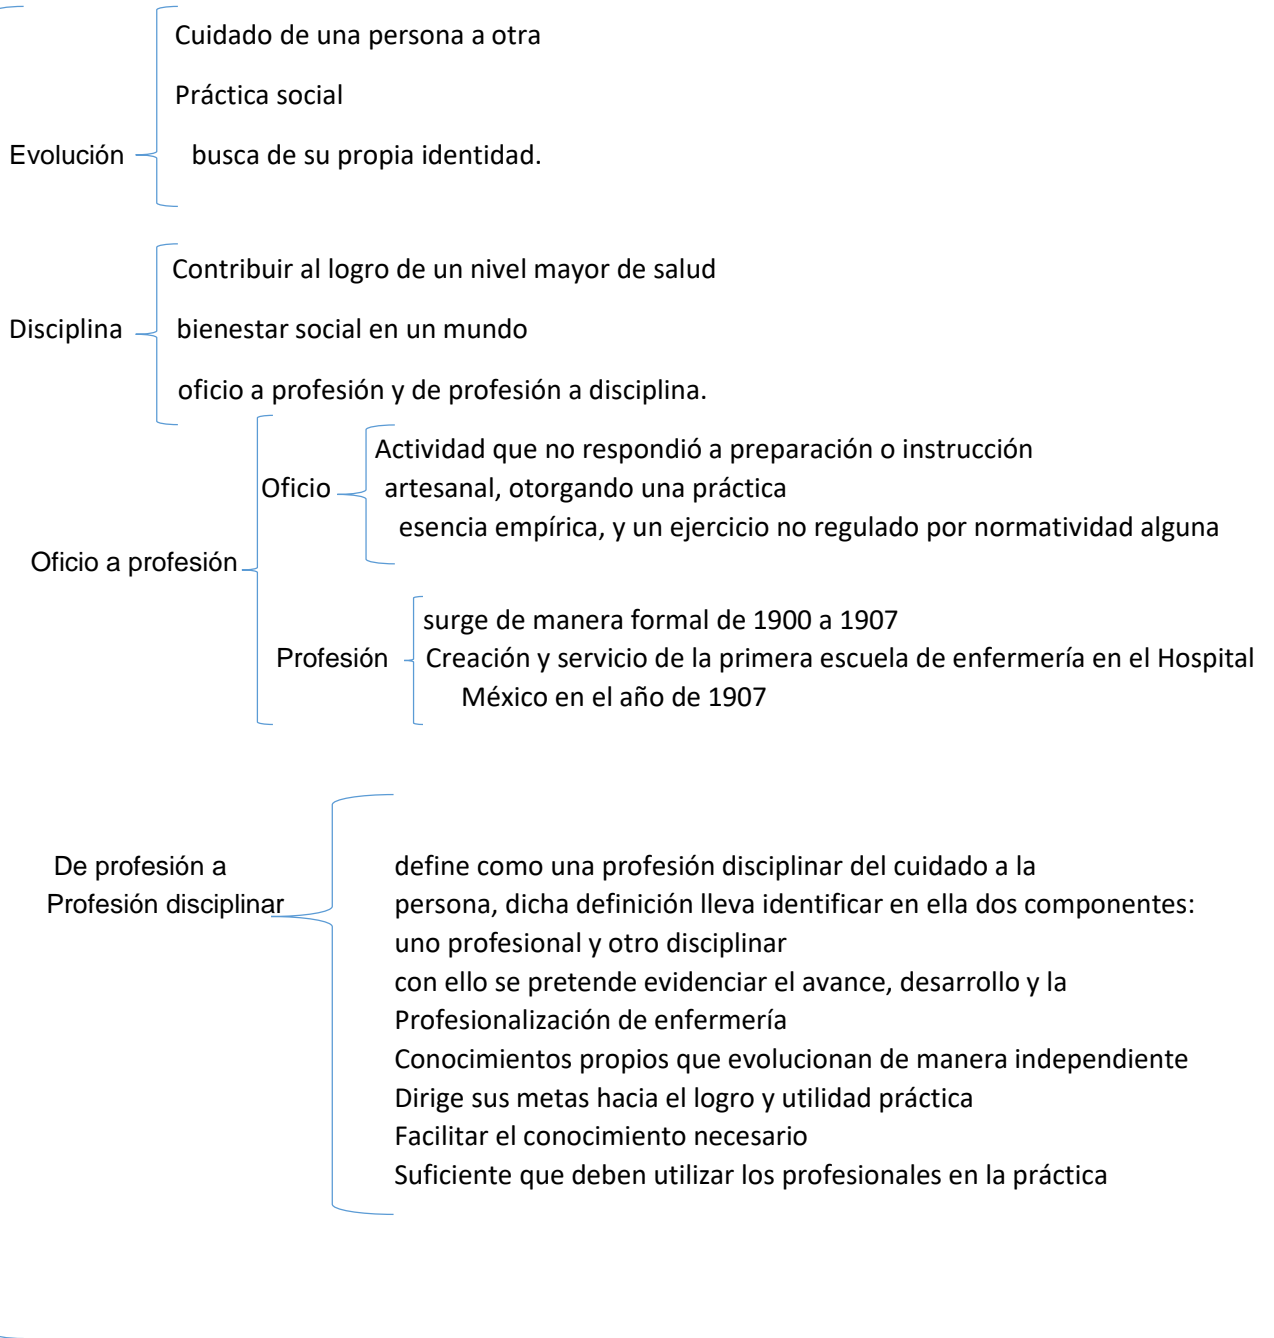 Cuidado de una persona a otra
Práctica social
Evolución
busca de su propia identidad.
Contribuir al logro de un nivel mayor de salud
Disciplina
bienestar social en un mundo
oficio a profesión y de profesión a disciplina.
Actividad que no respondió a preparación o instrucción
Oficio
artesanal, otorgando una práctica
esencia empírica, y un ejercicio no regulado por normatividad alguna
Oficio a profesión
surge de manera formal de 1900 a 1907
Profesión
Creación y servicio de la primera escuela de enfermería en el Hospital
México en el año de 1907
De profesión a
Profesión disciplinar
define como una profesión disciplinar del cuidado a la
persona, dicha definición lleva identificar en ella dos componentes:
uno profesional y otro disciplinar
con ello se pretende evidenciar el avance, desarrollo y la
Profesionalización de enfermería
Conocimientos propios que evolucionan de manera independiente
Dirige sus metas hacia el logro y utilidad práctica
Facilitar el conocimiento necesario
Suficiente que deben utilizar los profesionales en la práctica